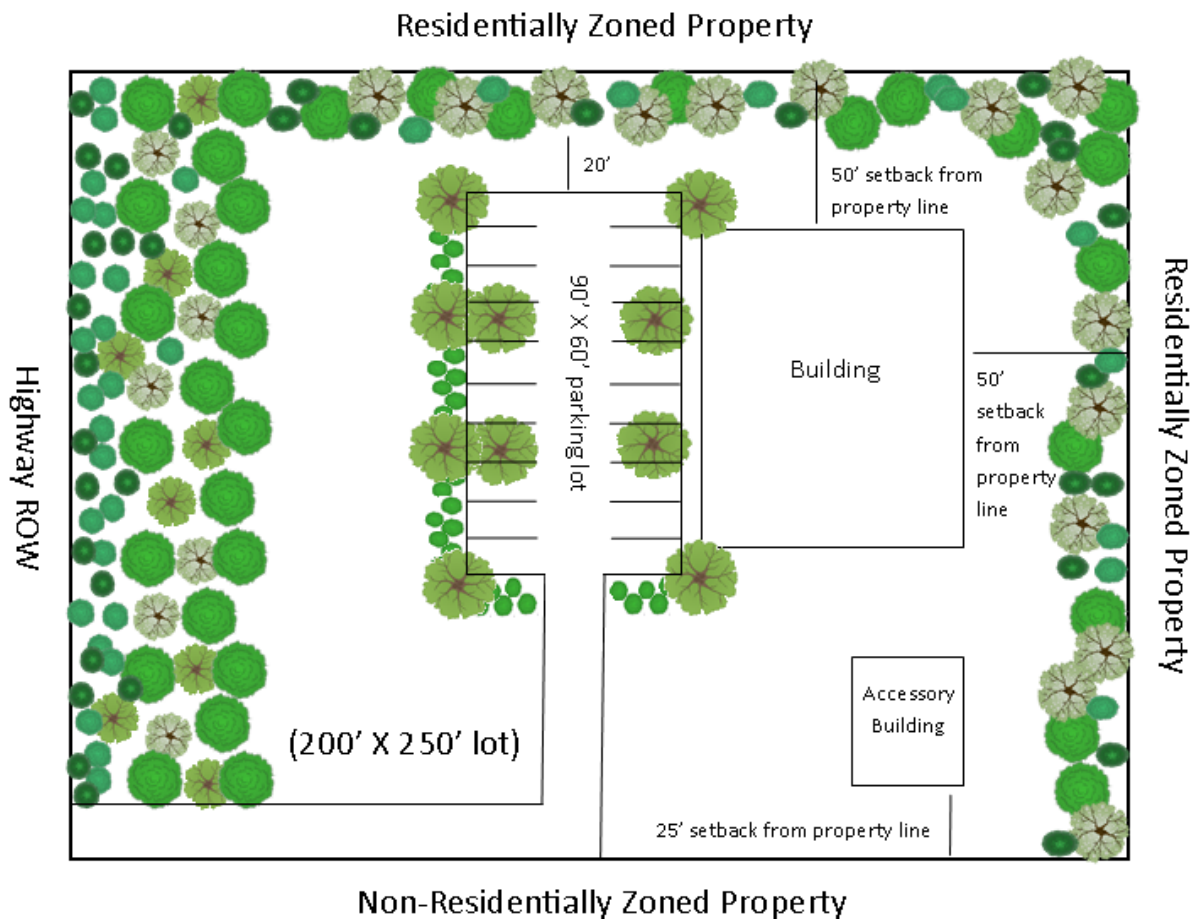 Residentially Zoned Property
20’
50’ setback from
property line
90’ X 60’ parking lot
Building
50’
setback
from
property
line
Highway ROW
Residentially Zoned Property
Accessory
Building
(200’ X 250’ lot)
25’ setback from property line
Non-Residentially Zoned Property